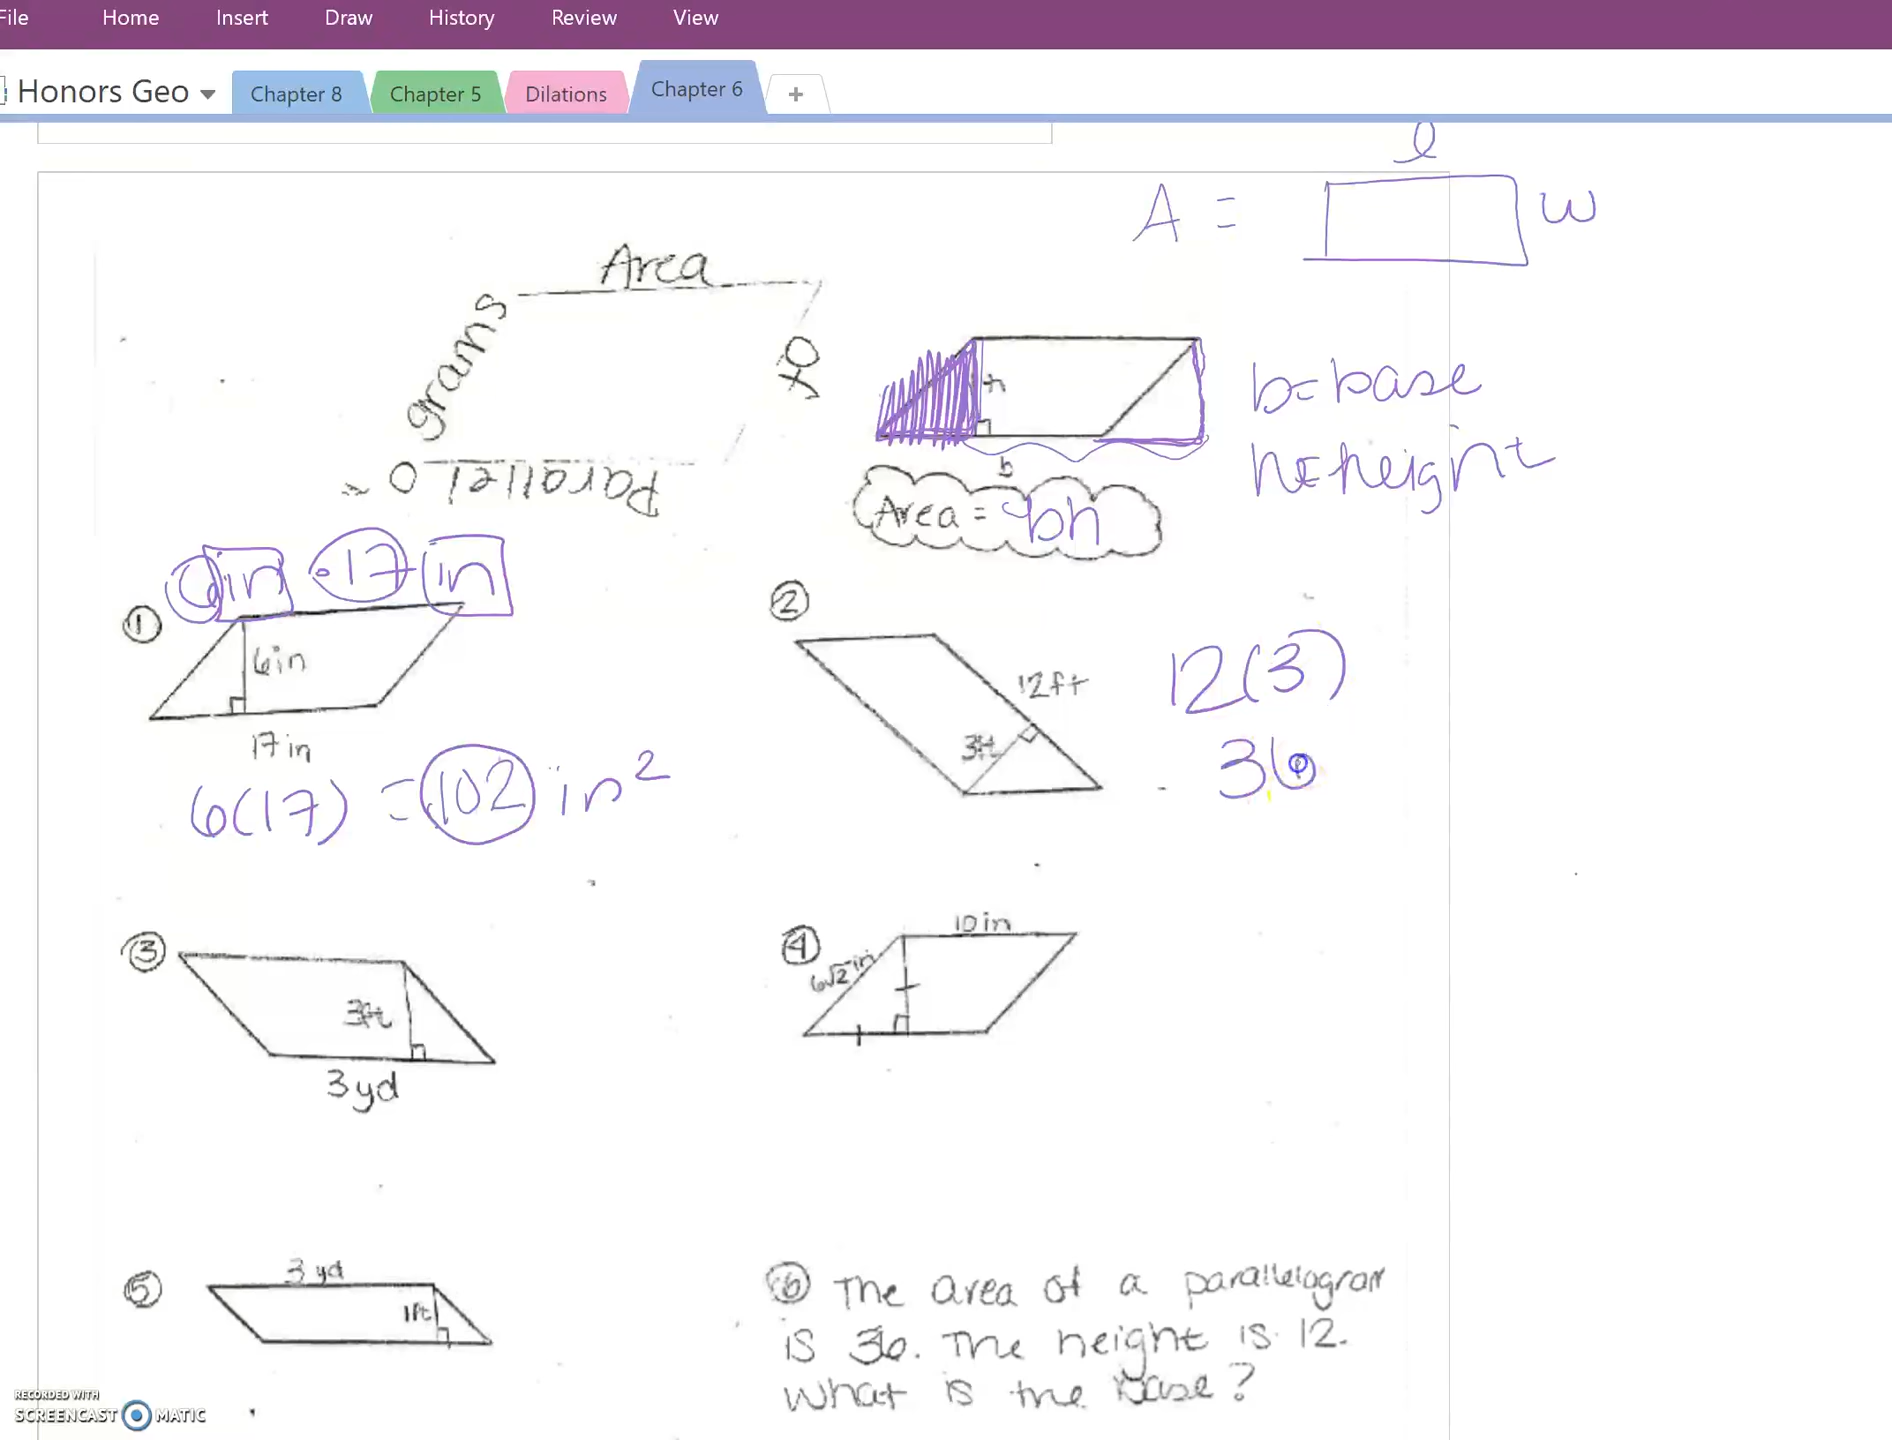 File Home Insert Draw History Review View
Honors Geo Chapter 8 Chapter 5 Dilations Chapter 6 +
l
A = w
Area
of
Parallelo
grams
h
b
b=base
h=height
Area = bh
6in · 17 in
① 6in
17in
6(17) = 102 in²
② 12ft
3ft
12(3)
36
③ 3ft
3yd
④ 10in
6√2 in
⑤ 3 yd
1ft
⑥ The area of a parallelogram
is 36. The height is 12.
What is the base?
RECORDED WITH
SCREENCAST MATIC